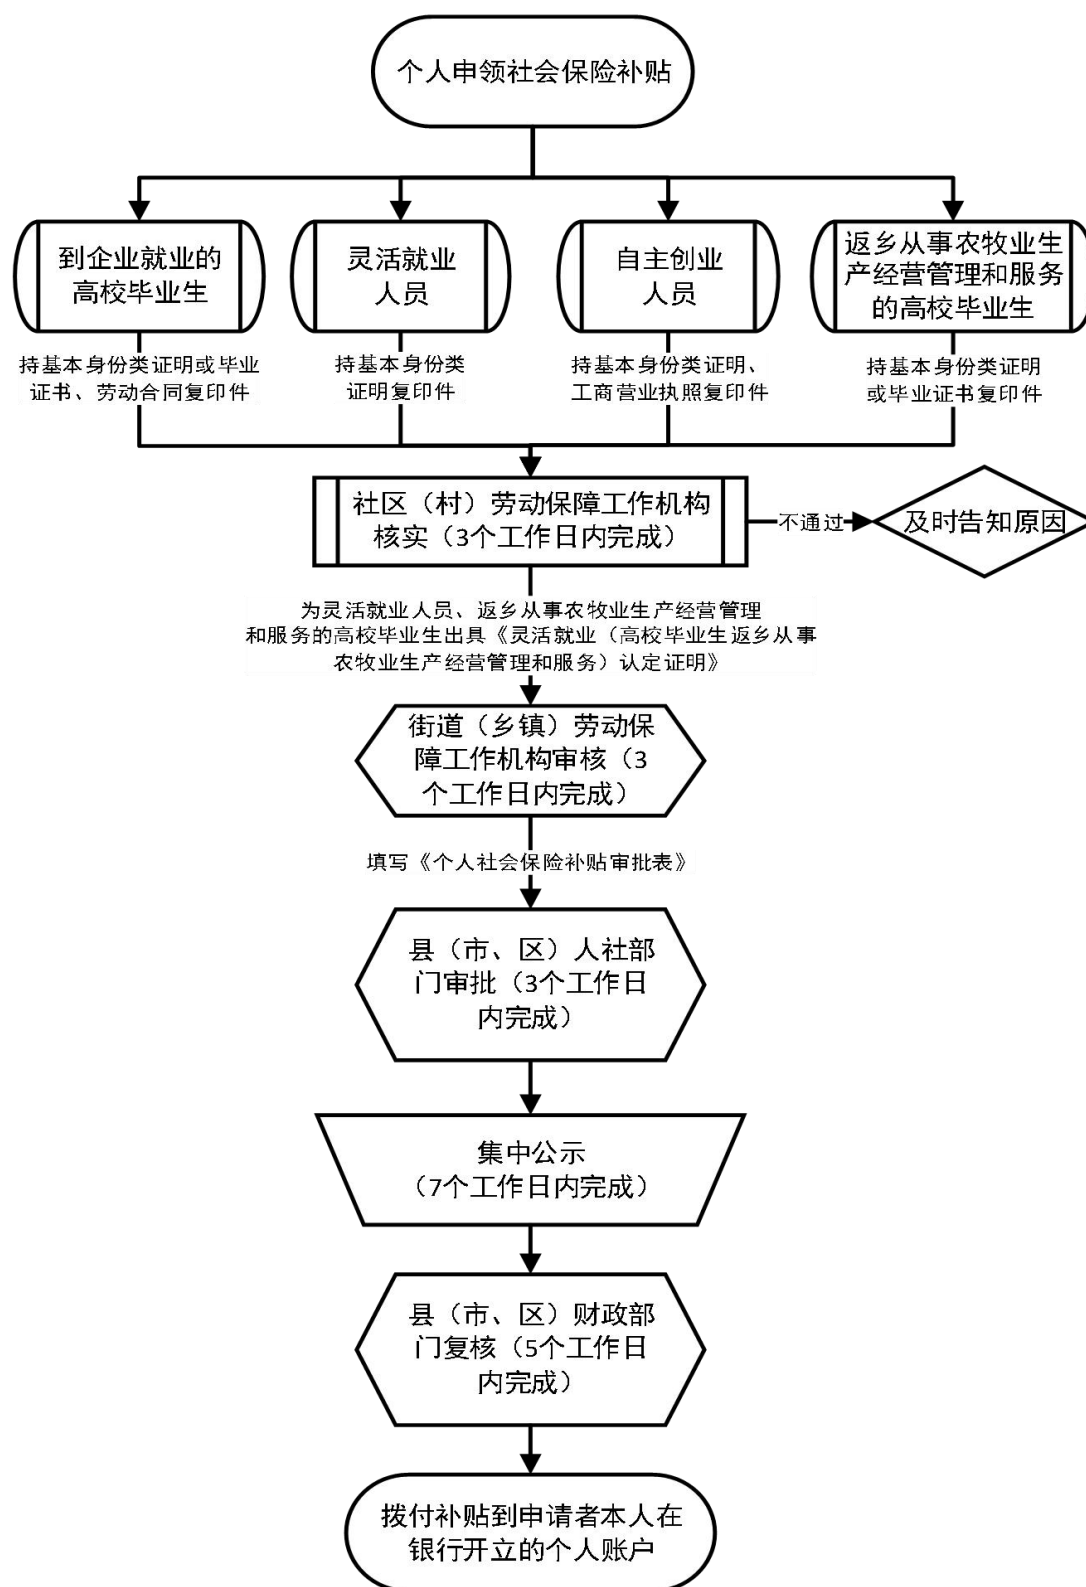 个人申领社会保险补贴
到企业就业的
高校毕业生
灵活就业
人员
自主创业
人员
返乡从事农牧业生
产经营管理和服务
的高校毕业生
持基本身份类证明或毕业
证书、劳动合同复印件
持基本身份类
证明复印件
持基本身份类证明、
工商营业执照复印件
持基本身份类证明
或毕业证书复印件
社区（村）劳动保障工作机构
核实（3个工作日内完成）
不通过
及时告知原因
为灵活就业人员、返乡从事农牧业生产经营管理
和服务的高校毕业生出具《灵活就业（高校毕业生返乡从事
农牧业生产经营管理和服务）认定证明》
街道（乡镇）劳动保
障工作机构审核（3
个工作日内完成）
填写《个人社会保险补贴审批表》
县（市、区）人社部
门审批（3个工作日
内完成）
集中公示
（7个工作日内完成）
县（市、区）财政部
门复核（5个工作日
内完成）
拨付补贴到申请者本人在
银行开立的个人账户